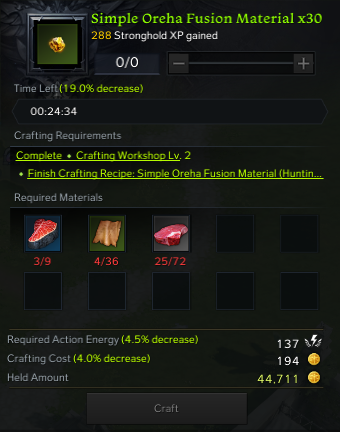 Simple Oreha Fusion Material x30
288 Stronghold XP gained
0/0
Time Left(19.0% decrease)
00:24:34
Crafting Requirements
Complete • Crafting Workshop Lv. 2
• Finish Crafting Recipe: Simple Oreha Fusion Material (Huntin...
Required Materials
3/9 4/36 25/72
Required Action Energy (4.5% decrease) 137
Crafting Cost (4.0% decrease) 194
Held Amount 44,711
Craft